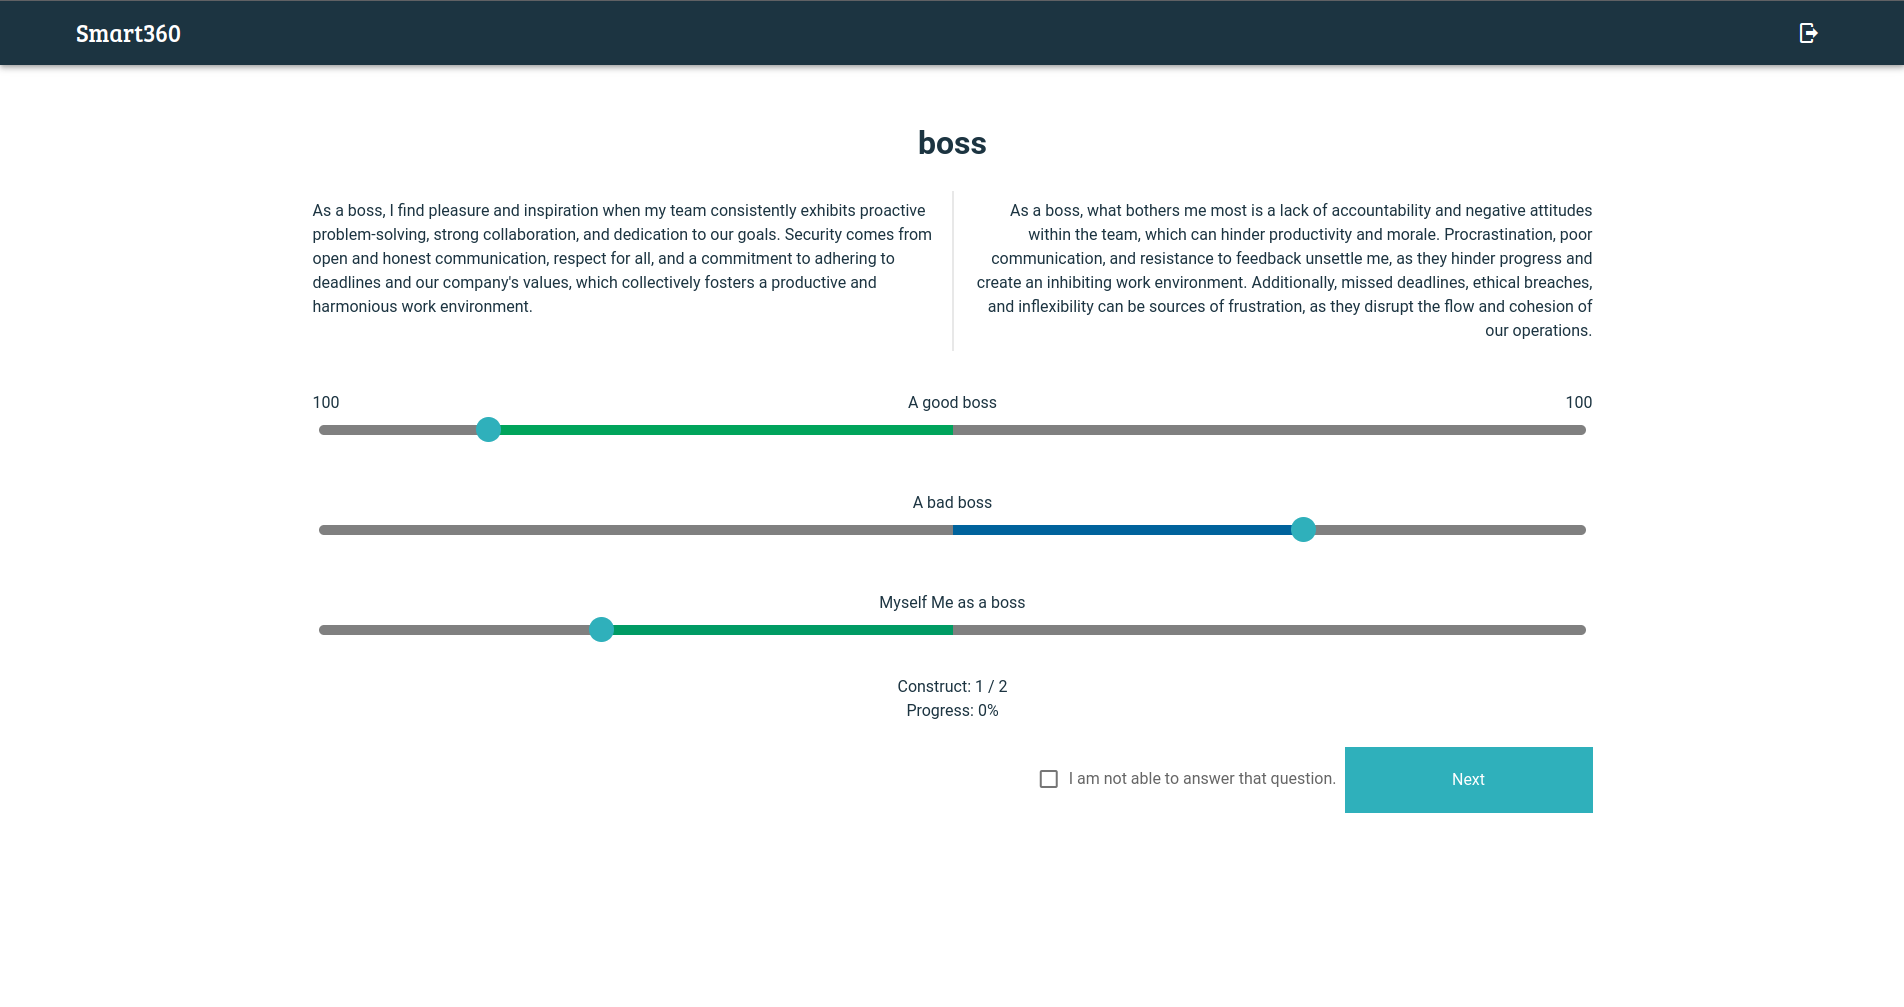 Smart360
boss
As a boss, I find pleasure and inspiration when my team consistently exhibits proactive
problem-solving, strong collaboration, and dedication to our goals. Security comes from
open and honest communication, respect for all, and a commitment to adhering to
deadlines and our company's values, which collectively fosters a productive and
harmonious work environment.
As a boss, what bothers me most is a lack of accountability and negative attitudes
within the team, which can hinder productivity and morale. Procrastination, poor
communication, and resistance to feedback unsettle me, as they hinder progress and
create an inhibiting work environment. Additionally, missed deadlines, ethical breaches,
and inflexibility can be sources of frustration, as they disrupt the flow and cohesion of
our operations.
100 A good boss 100
A bad boss
Myself Me as a boss
Construct: 1 / 2
Progress: 0%
I am not able to answer that question. Next